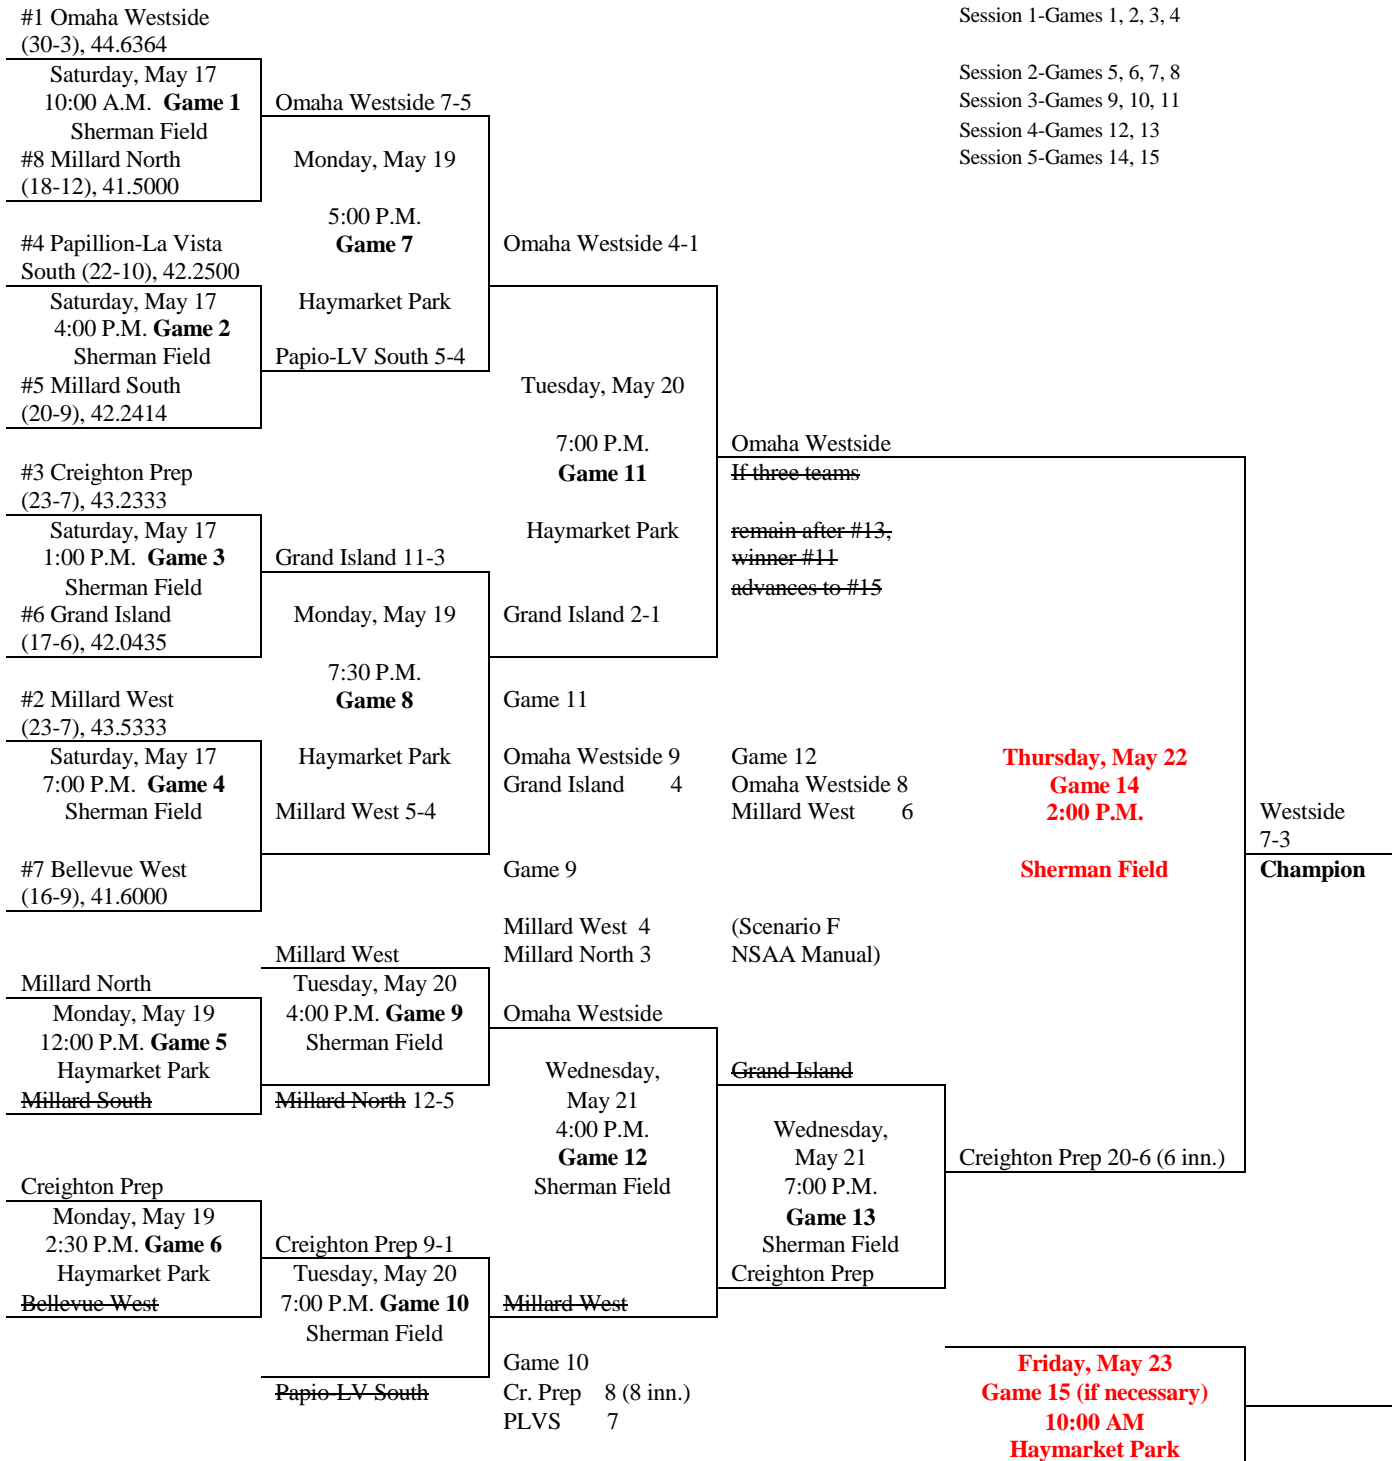 #1 Omaha Westside
(30-3), 44.6364
Saturday, May 17
10:00 A.M. Game 1
Sherman Field
#8 Millard North
(18-12), 41.5000
#4 Papillion-La Vista
South (22-10), 42.2500
Saturday, May 17
4:00 P.M. Game 2
Sherman Field
#5 Millard South
(20-9), 42.2414
#3 Creighton Prep
(23-7), 43.2333
Saturday, May 17
1:00 P.M. Game 3
Sherman Field
#6 Grand Island
(17-6), 42.0435
#2 Millard West
(23-7), 43.5333
Saturday, May 17
7:00 P.M. Game 4
Sherman Field
#7 Bellevue West
(16-9), 41.6000
Millard North
Monday, May 19
12:00 P.M. Game 5
Haymarket Park
Millard South
Creighton Prep
Monday, May 19
2:30 P.M. Game 6
Haymarket Park
Bellevue West
Omaha Westside 7-5
Monday, May 19
5:00 P.M.
Game 7
Haymarket Park
Papio-LV South 5-4
Grand Island 11-3
Monday, May 19
7:30 P.M.
Game 8
Haymarket Park
Millard West 5-4
Millard West
Tuesday, May 20
4:00 P.M. Game 9
Sherman Field
Millard North 12-5
Creighton Prep 9-1
Tuesday, May 20
7:00 P.M. Game 10
Sherman Field
Papio-LV South
Omaha Westside 4-1
Tuesday, May 20
7:00 P.M.
Game 11
Haymarket Park
Grand Island 2-1
Game 11
Omaha Westside 9
Grand Island 4
Game 9
Millard West 4
Millard North 3
Omaha Westside
Wednesday,
May 21
4:00 P.M.
Game 12
Sherman Field
Millard West
Game 10
Cr. Prep 8 (8 inn.)
PLVS 7
Omaha Westside
If three teams
remain after #13,
winner #11
advances to #15
Game 12
Omaha Westside 8
Millard West 6
(Scenario F
NSAA Manual)
Grand Island
Wednesday,
May 21
7:00 P.M.
Game 13
Sherman Field
Creighton Prep
Session 1-Games 1, 2, 3, 4
Session 2-Games 5, 6, 7, 8
Session 3-Games 9, 10, 11
Session 4-Games 12, 13
Session 5-Games 14, 15
Thursday, May 22
Game 14
2:00 P.M.
Sherman Field
Creighton Prep 20-6 (6 inn.)
Westside
7-3
Champion
Friday, May 23
Game 15 (if necessary)
10:00 AM
Haymarket Park